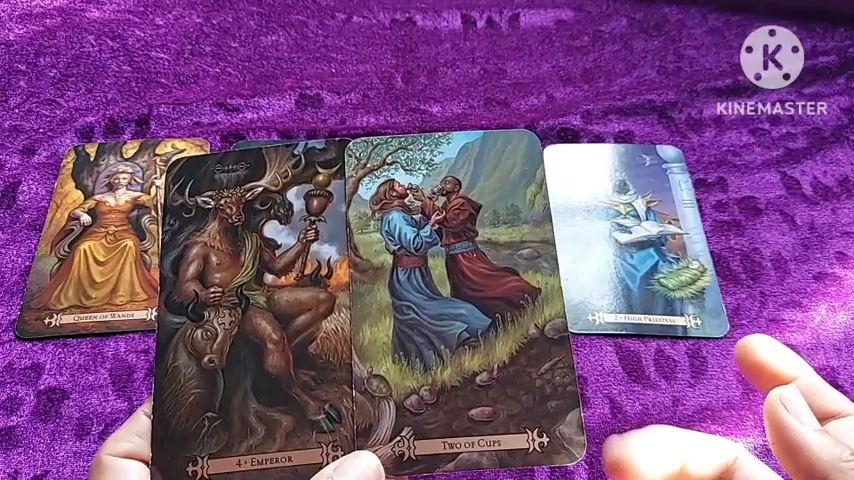 K
KINEMASTER
QUEEN OF WANDS
4 • EMPEROR
TWO OF CUPS
2 • HIGH PRIESTESS